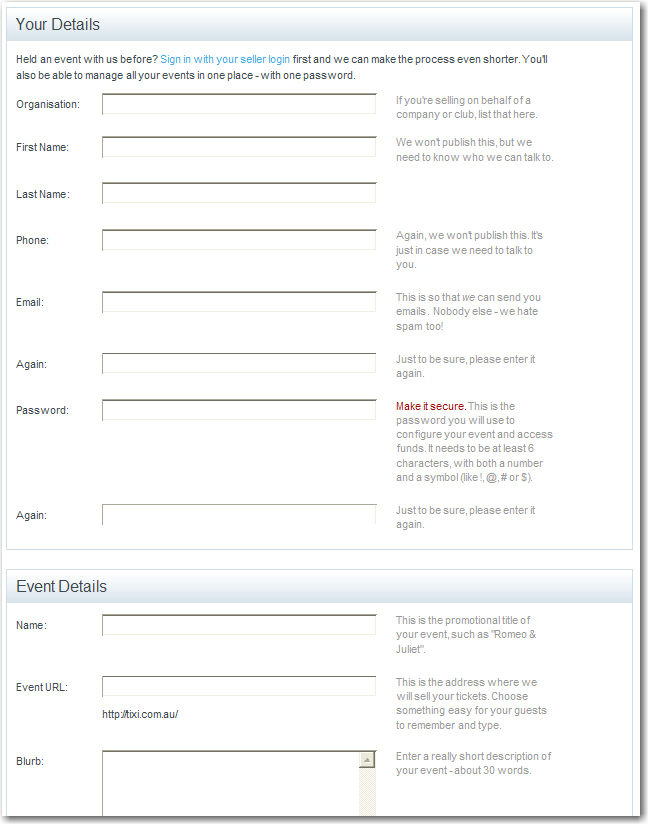 Your Details
Held an event with us before? Sign in with your seller login first and we can make the process even shorter. You'll
also be able to manage all your events in one place - with one password.
Organisation:
If you're selling on behalf of a
company or club, list that here.
First Name:
We won't publish this, but we
need to know who we can talk to.
Last Name:
Phone:
Again, we won't publish this. It's
just in case we need to talk to
you.
Email:
This is so that we can send you
emails. Nobody else - we hate
spam too!
Again:
Just to be sure, please enter it
again.
Password:
Make it secure. This is the
password you will use to
configure your event and access
funds. It needs to be at least 6
characters, with both a number
and a symbol (like !, @, # or $).
Again:
Just to be sure, please enter it
again.
Event Details
Name:
This is the promotional title of
your event, such as "Romeo &
Juliet".
Event URL:
http://tixi.com.au/
This is the address where we
will sell your tickets. Choose
something easy for your guests
to remember and type.
Blurb:
Enter a really short description of
your event - about 30 words.